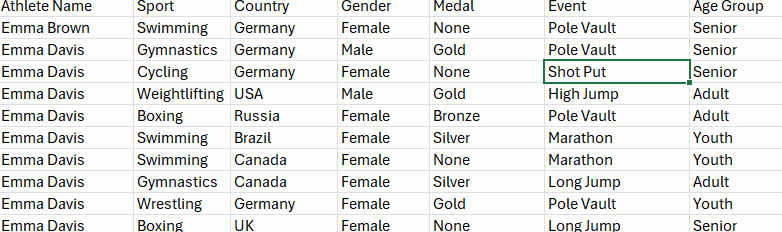 Athlete Name Sport Country Gender Medal Event Age Group
Emma Brown Swimming Germany Female None Pole Vault Senior
Emma Davis Gymnastics Germany Male Gold Pole Vault Senior
Emma Davis Cycling Germany Female None Shot Put Senior
Emma Davis Weightlifting USA Male Gold High Jump Adult
Emma Davis Boxing Russia Female Bronze Pole Vault Adult
Emma Davis Swimming Brazil Female Silver Marathon Youth
Emma Davis Swimming Canada Female None Marathon Youth
Emma Davis Gymnastics Canada Female Silver Long Jump Adult
Emma Davis Wrestling Germany Female Gold Pole Vault Youth
Emma Davis Boxing UK Female None Long Jump Senior